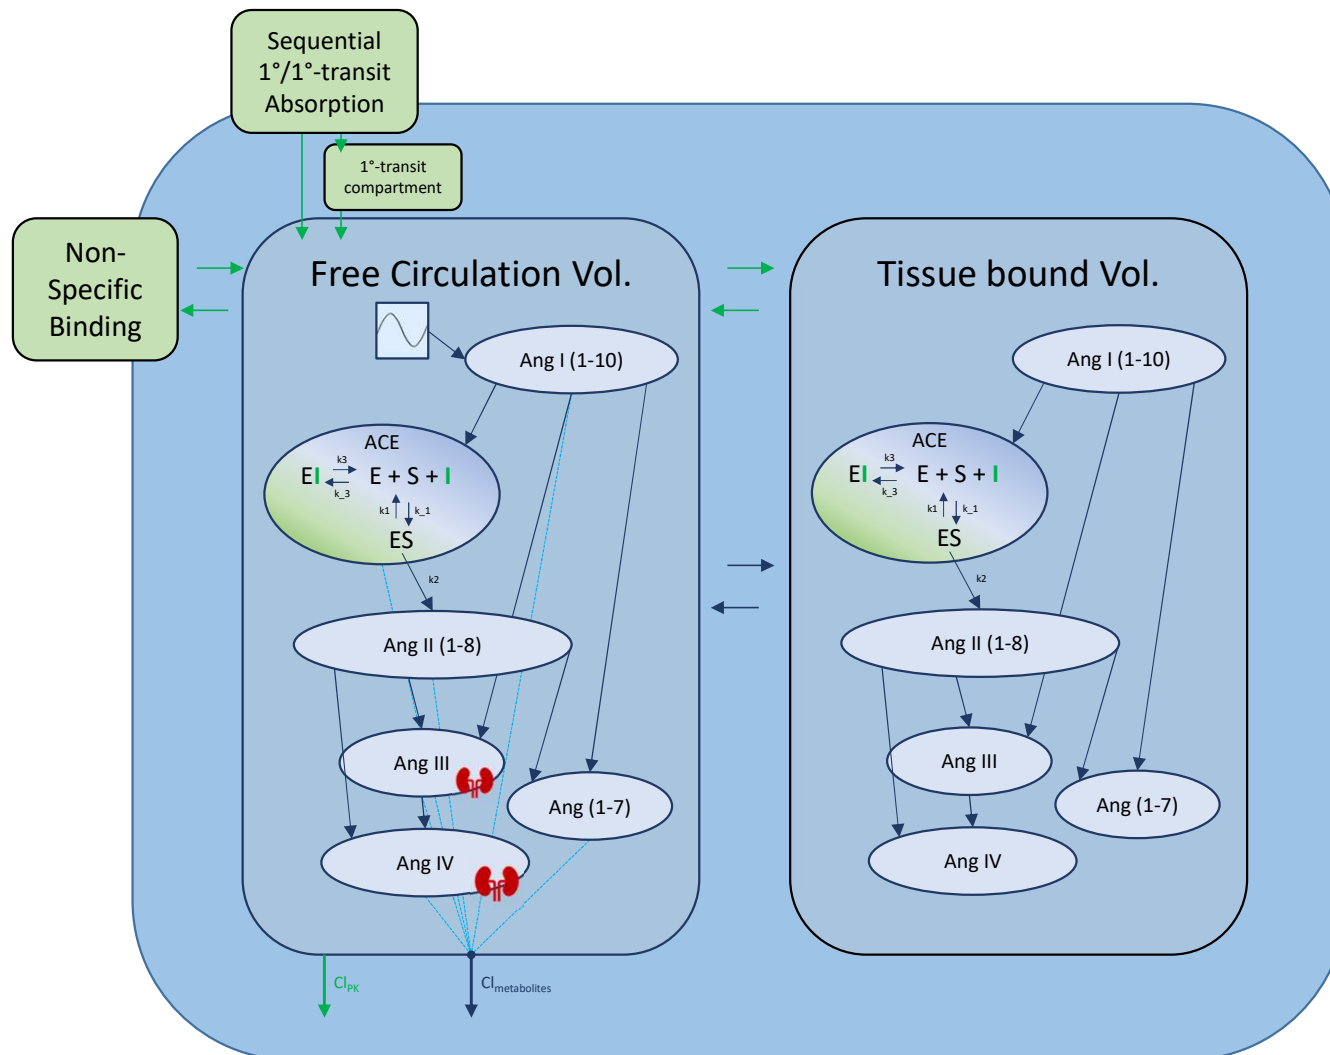 Sequential
1°/1°-transit
Absorption
1°-transit
compartment
Non-
Specific
Binding
Free Circulation Vol.
Ang I (1-10)
ACE
EI
k3
k_3
E + S + I
k1
k_1
ES
k2
Ang II (1-8)
Ang III
Ang (1-7)
Ang IV
Cl_PK
Cl_metabolites
Tissue bound Vol.
Ang I (1-10)
ACE
EI
k3
k_3
E + S + I
k1
k_1
ES
k2
Ang II (1-8)
Ang III
Ang (1-7)
Ang IV